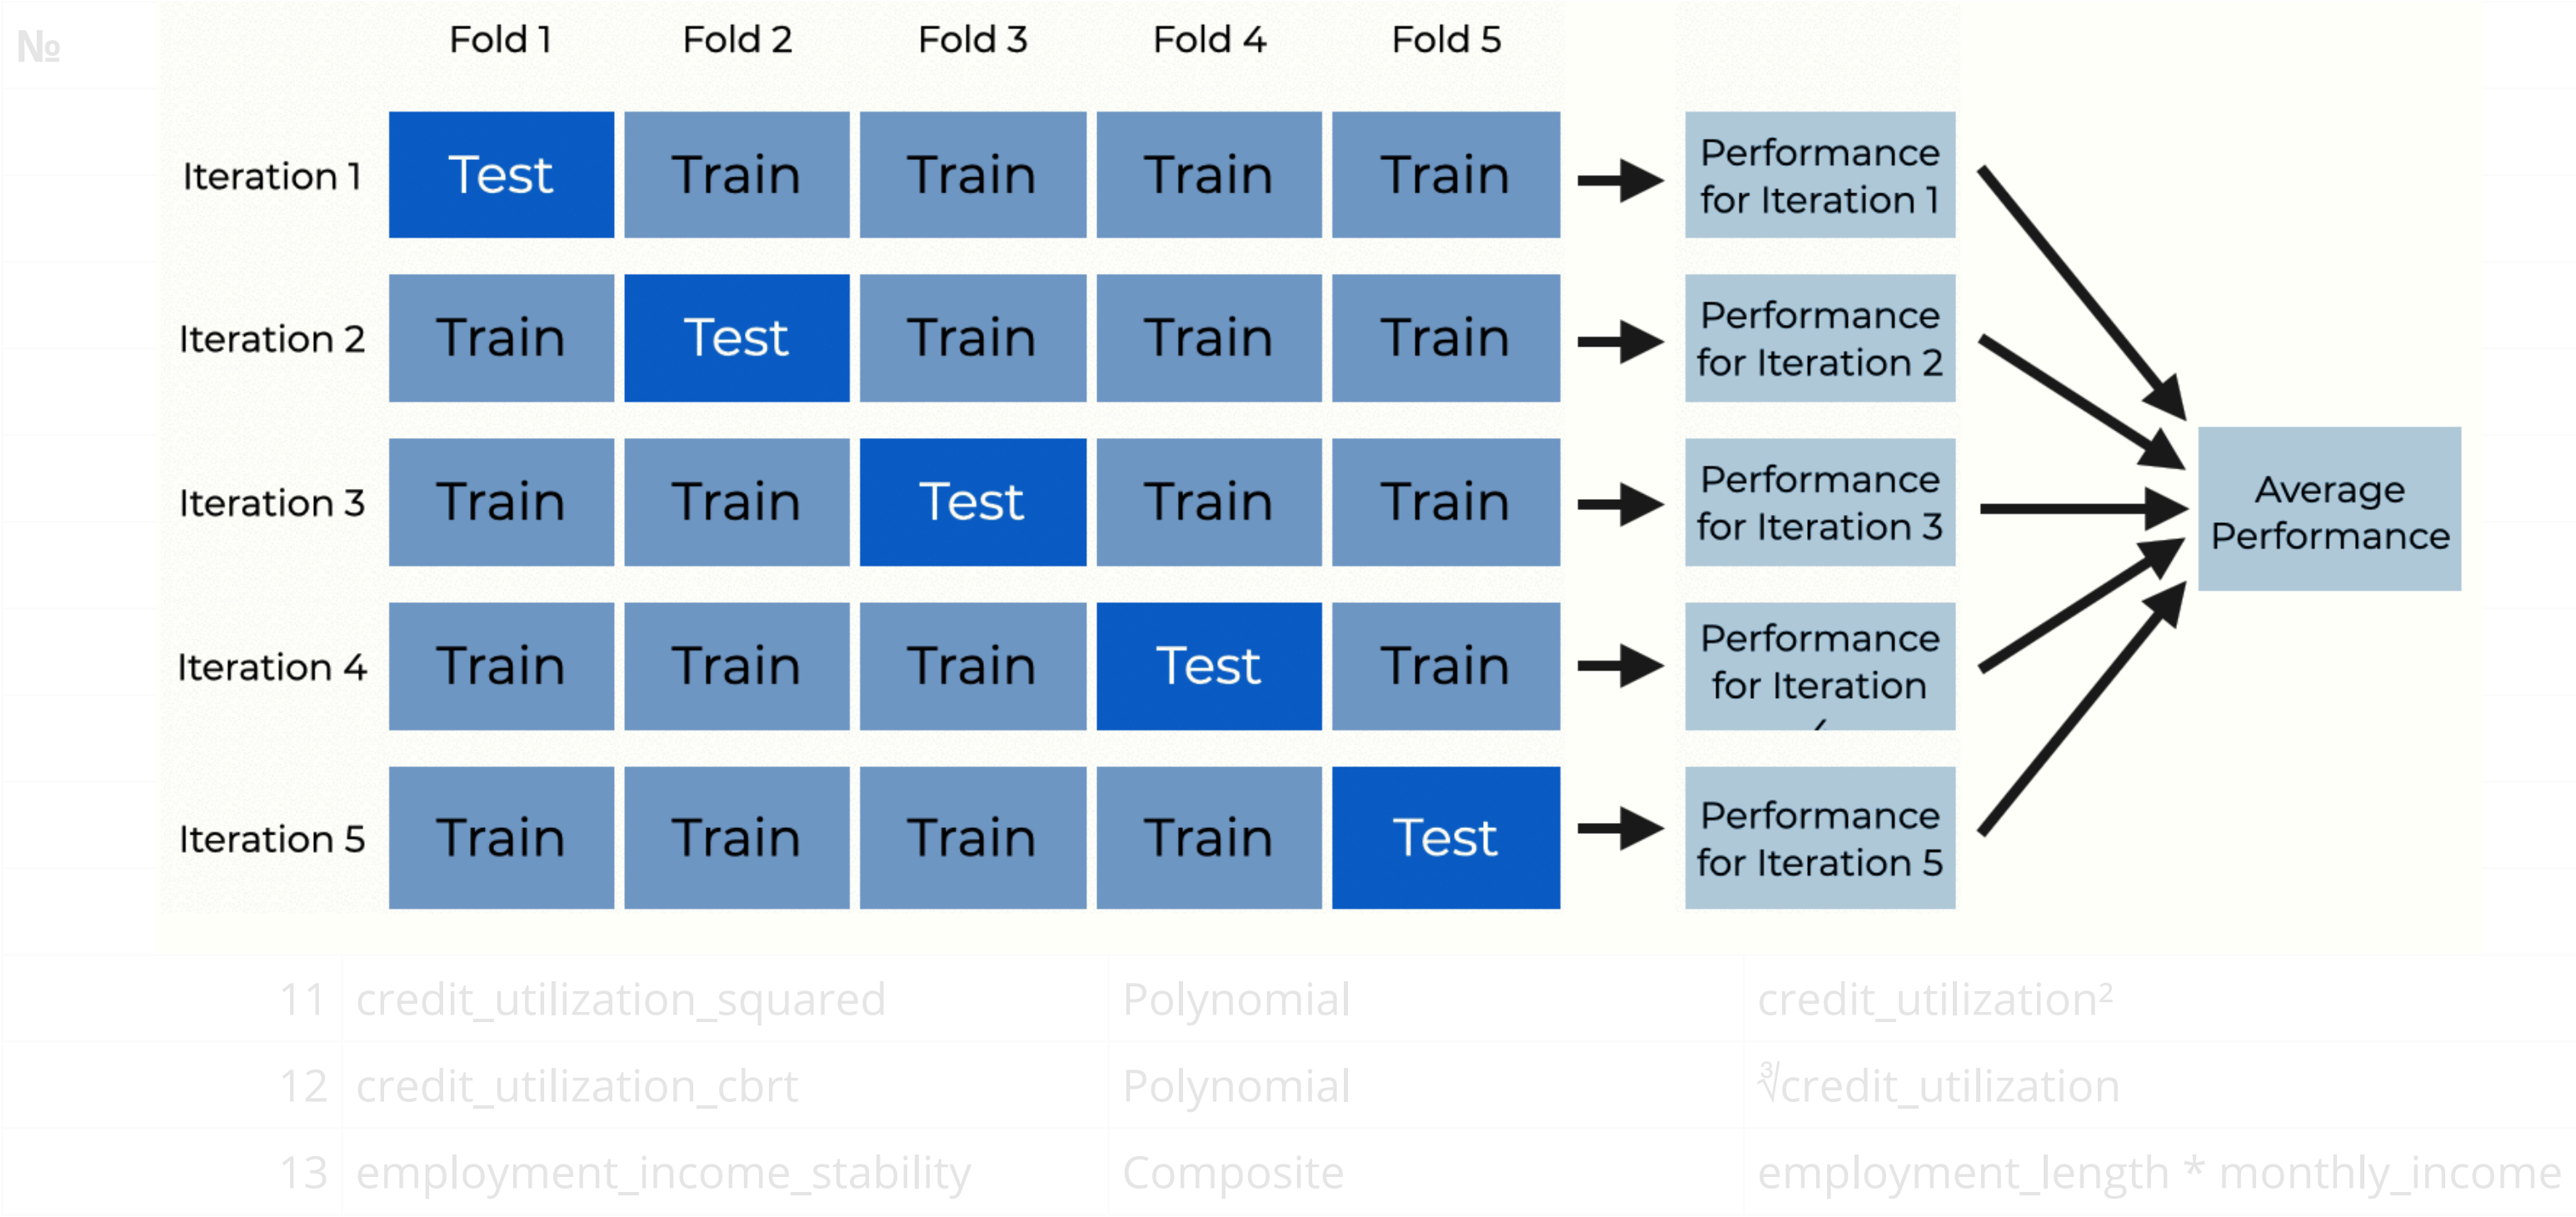 №
Fold 1 Fold 2 Fold 3 Fold 4 Fold 5
Iteration 1 Test Train Train Train Train Performance
for Iteration 1
Iteration 2 Train Test Train Train Train Performance
for Iteration 2
Iteration 3 Train Train Test Train Train Performance
for Iteration 3
Average
Performance
Iteration 4 Train Train Train Test Train Performance
for Iteration
Iteration 5 Train Train Train Train Test Performance
for Iteration 5
11 credit_utilization_squared Polynomial credit_utilization²
12 credit_utilization_cbrt Polynomial ∛credit_utilization
13 employment_income_stability Composite employment_length * monthly_income